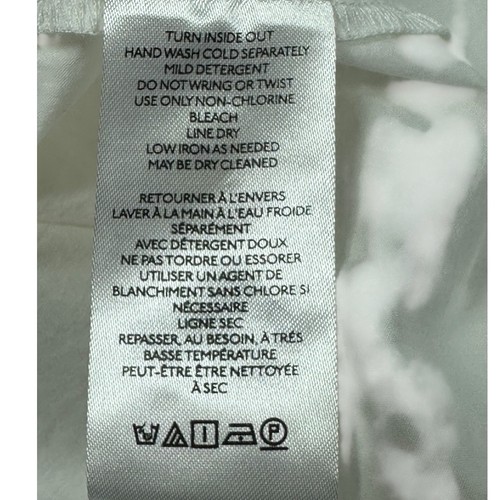 TURN INSIDE OUT
HAND WASH COLD SEPARATELY
MILD DETERGENT
DO NOT WRING OR TWIST
USE ONLY NON-CHLORINE
BLEACH
LINE DRY
LOW IRON AS NEEDED
MAY BE DRY CLEANED
RETOURNER À L'ENVERS
LAVER À LA MAIN À L'EAU FROIDE
SÉPARÉMENT
AVEC DÉTERGENT DOUX
NE PAS TORDRE OU ESSORER
UTILISER UN AGENT DE
BLANCHIMENT SANS CHLORE SI
NÉCESSAIRE
LIGNE SEC
REPASSER, AU BESOIN, À TRÉS
BASSE TEMPÉRATURE
PEUT-ÊTRE ÊTRE NETTOYÉE
À SEC
P